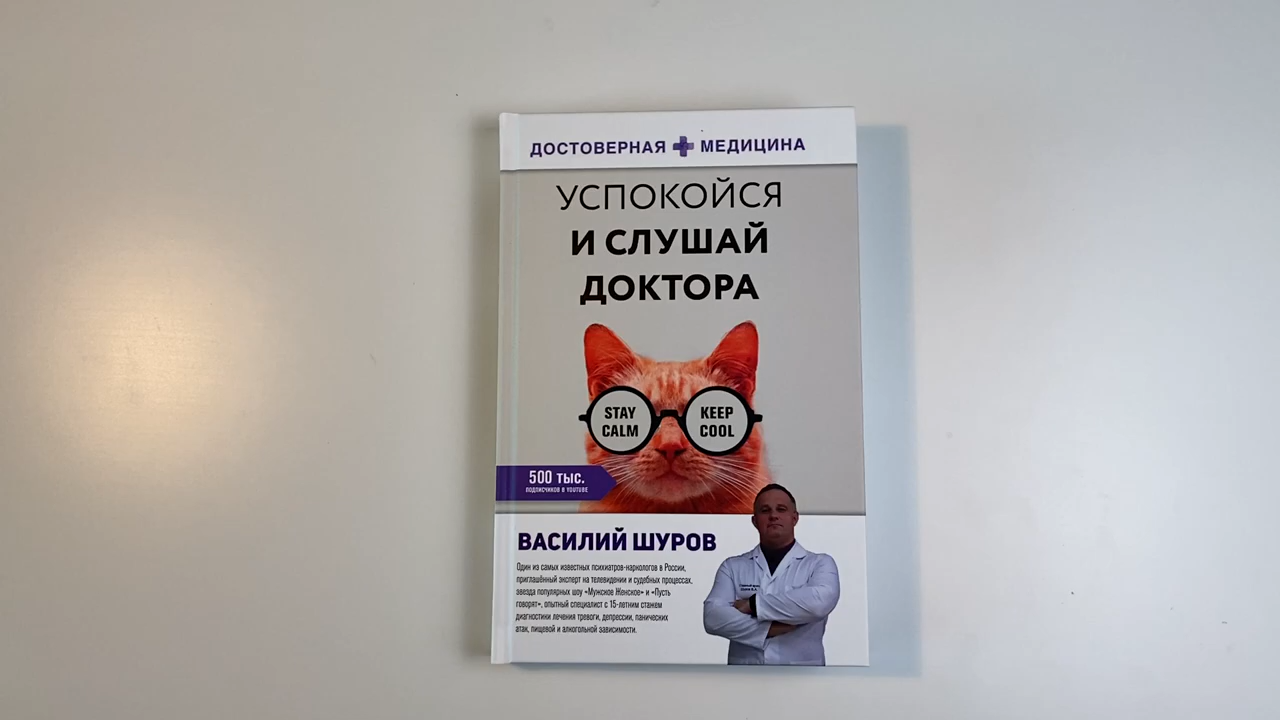 ДОСТОВЕРНАЯ МЕДИЦИНА
УСПОКОЙСЯ
И СЛУШАЙ
ДОКТОРА
STAY KEEP
CALM COOL
500 тыс.
ПОДПИСЧИКОВ В YOUTUBE
ВАСИЛИЙ ШУРОВ
Один из самых известных психиатров-наркологов в России,
приглашённый эксперт на телевидении и судебных процессах,
звезда популярных шоу «Мужское Женское» и «Пусть
говорят», опытный специалист с 15-летним стажем
диагностики лечения тревоги, депрессии, панических
атак, пищевой и алкогольной зависимости.